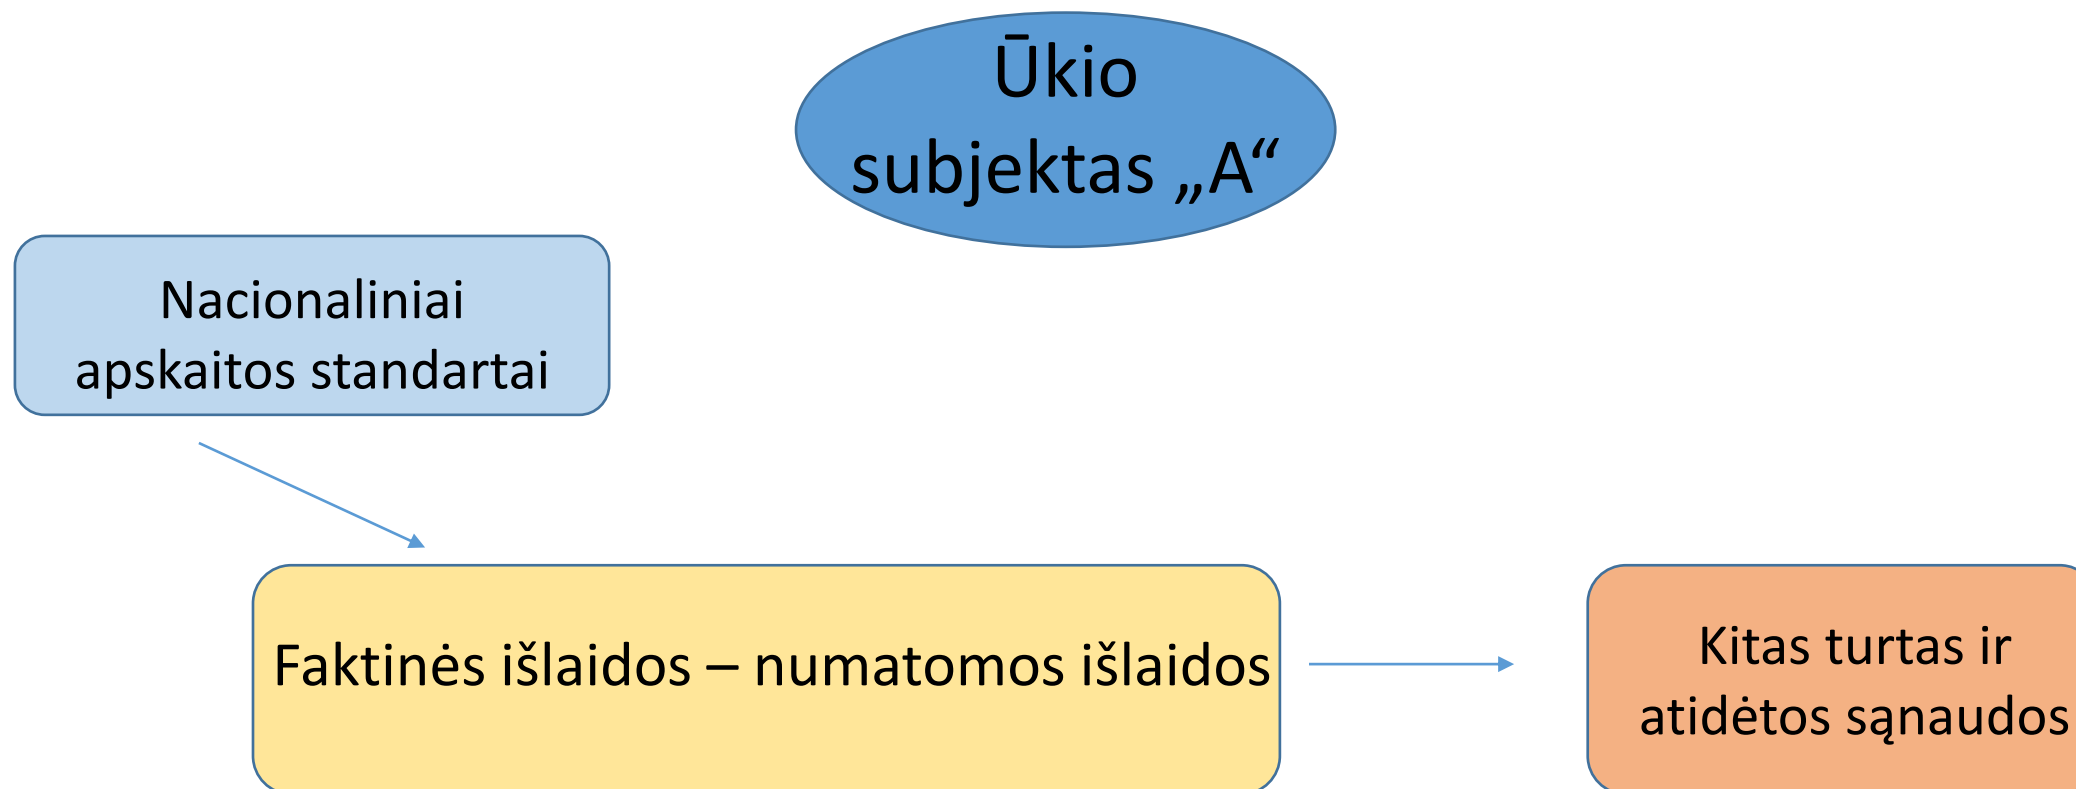 Ūkio
subjektas „A“
Nacionaliniai
apskaitos standartai
Faktinės išlaidos – numatomos išlaidos
Kitas turtas ir
atidėtos sąnaudos